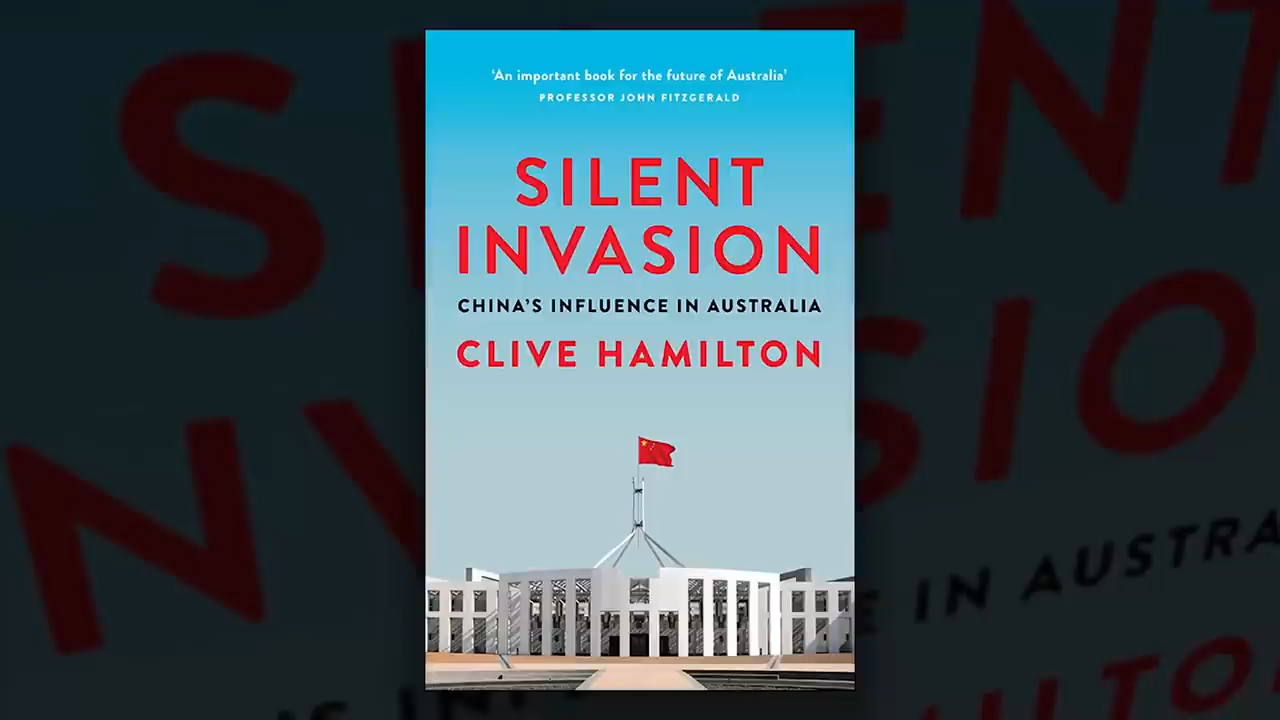 ‘An important book for the future of Australia’
PROFESSOR JOHN FITZGERALD
SILENT
INVASION
CHINA’S INFLUENCE IN AUSTRALIA
CLIVE HAMILTON